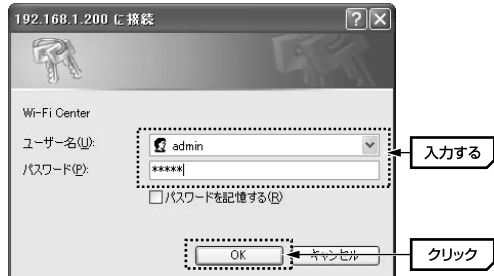 192.168.1.200 に接続
Wi-Fi Center
ユーザー名(U):
admin
入力する
パスワード(P):
*****
パスワードを記憶する(R)
OK
キャンセル
クリック